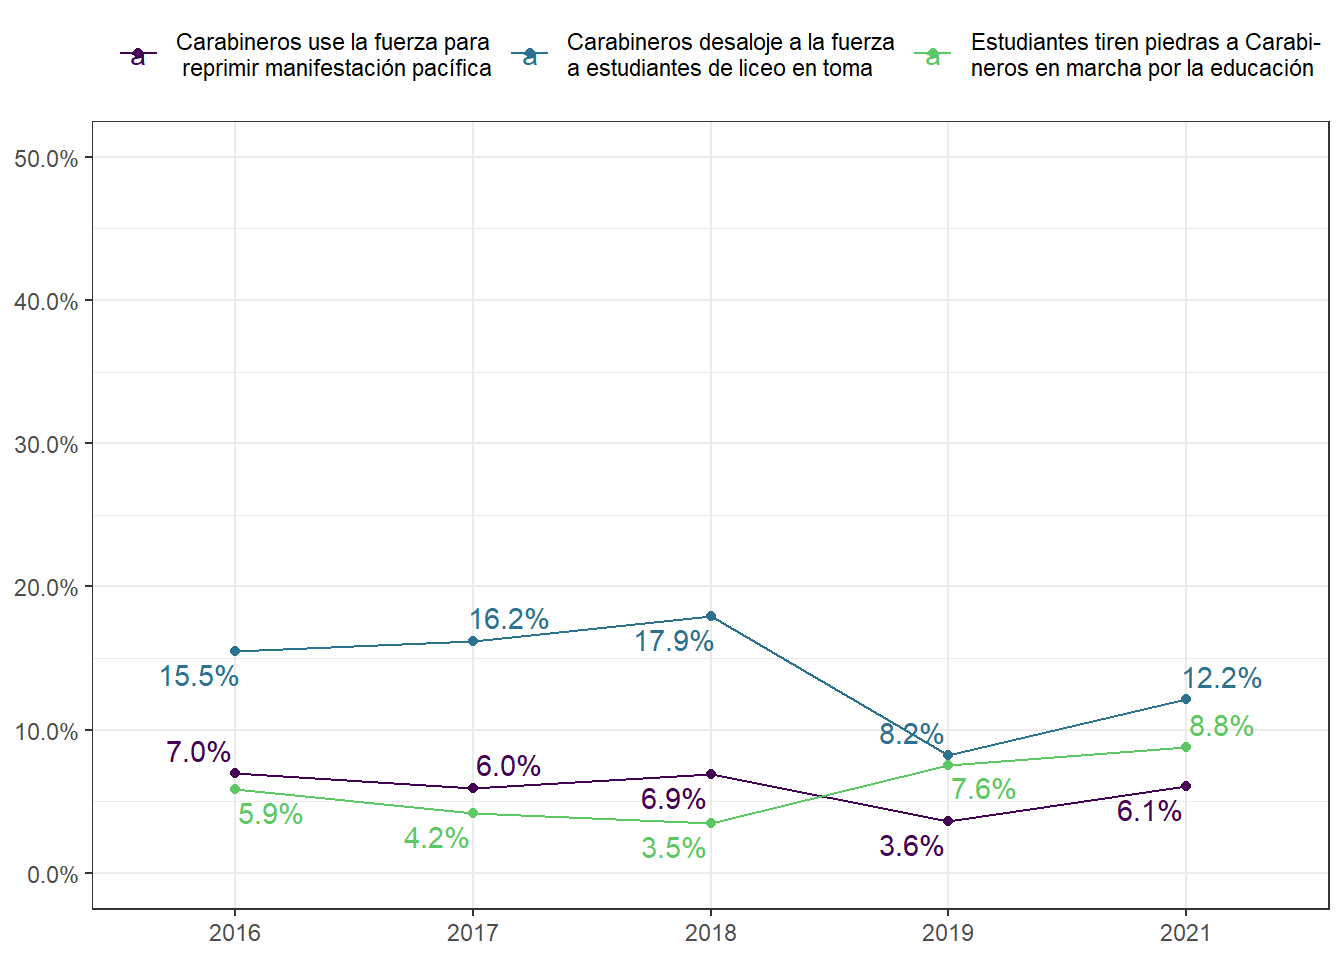 Carabineros use la fuerza para
reprimir manifestación pacífica
Carabineros desaloje a la fuerza
a estudiantes de liceo en toma
Estudiantes tiren piedras a Carabi-
neros en marcha por la educación
a
a
a
50.0%
40.0%
30.0%
20.0%
10.0%
0.0%
15.5%
16.2%
17.9%
8.2%
12.2%
7.0%
6.0%
6.9%
3.6%
6.1%
5.9%
4.2%
3.5%
7.6%
8.8%
2016
2017
2018
2019
2021